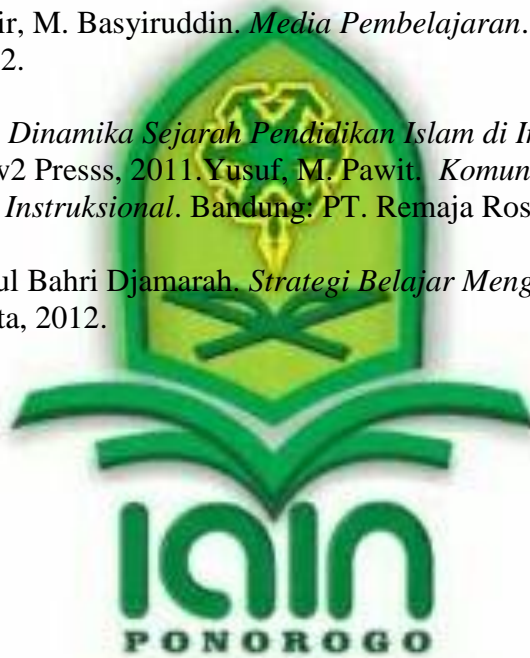 ir, M. Basyiruddin. Media Pembelajaran.
2.
Dinamika Sejarah Pendidikan Islam di I
v2 Presss, 2011.Yusuf, M. Pawit. Komun
Instruksional. Bandung: PT. Remaja Ros
ul Bahri Djamarah. Strategi Belajar Meng
ta, 2012.
iain
PONOROGO